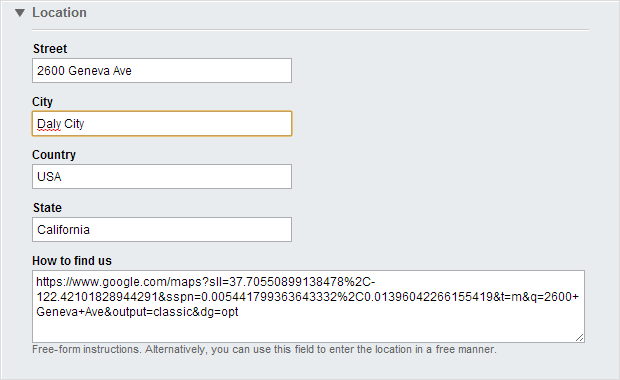 Location
Street
2600 Geneva Ave
City
Daly City
Country
USA
State
California
How to find us
https://www.google.com/maps?sll=37.70550899138478%2C-
122.42101828944291&sspn=0.005441799363643332%2C0.01396042266155419&t=m&q=2600+
Geneva+Ave&output=classic&dg=opt
Free-form instructions. Alternatively, you can use this field to enter the location in a free manner.